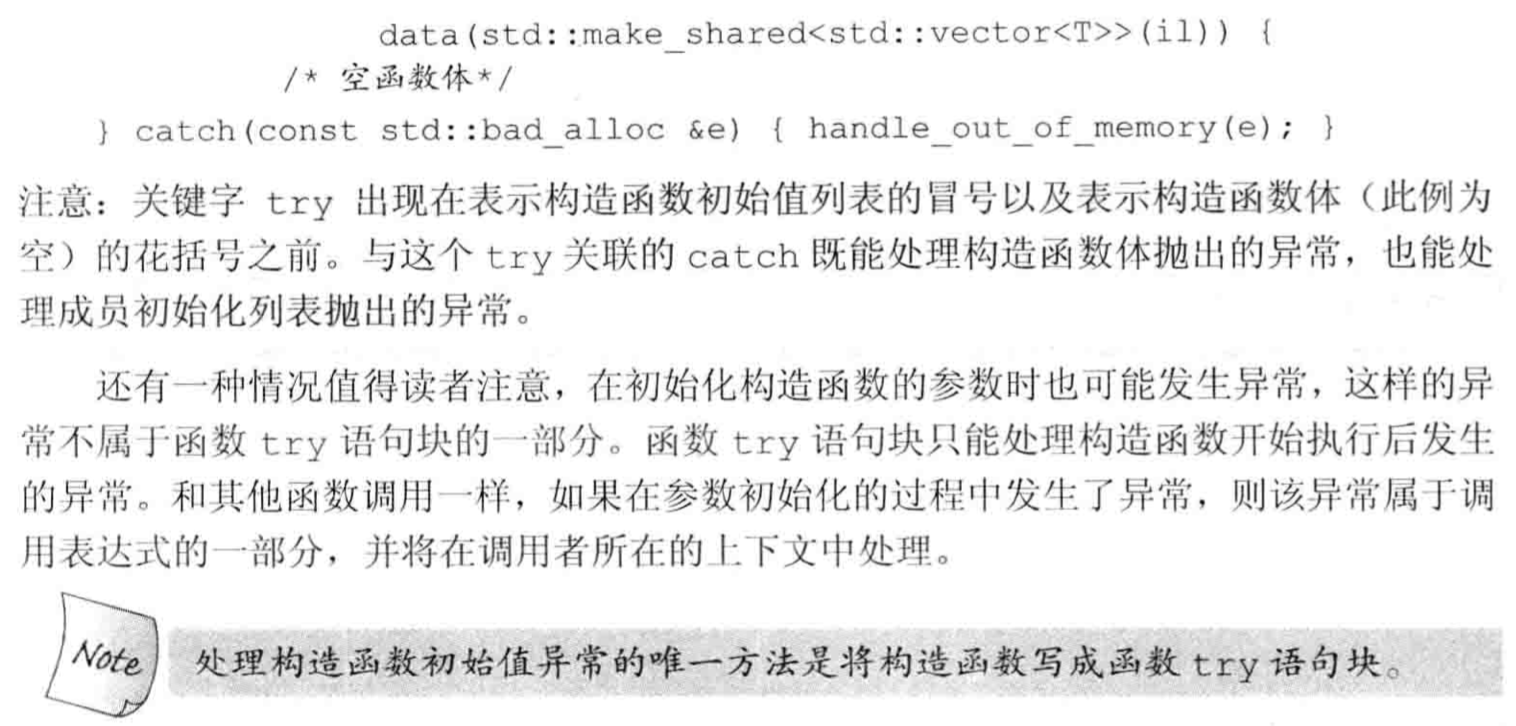 data(std::make_shared<std::vector<T>>(il)) {
/* 空函数体*/
} catch(const std::bad_alloc &e) { handle_out_of_memory(e); }
注意：关键字 try 出现在表示构造函数初始值列表的冒号以及表示构造函数体（此例为
空）的花括号之前。与这个 try 关联的 catch 既能处理构造函数体抛出的异常，也能处
理成员初始化列表抛出的异常。
还有一种情况值得读者注意，在初始化构造函数的参数时也可能发生异常，这样的异
常不属于函数 try 语句块的一部分。函数 try 语句块只能处理构造函数开始执行后发生
的异常。和其他函数调用一样，如果在参数初始化的过程中发生了异常，则该异常属于调
用表达式的一部分，并将在调用者所在的上下文中处理。
Note
处理构造函数初始值异常的唯一方法是将构造函数写成函数 try 语句块。